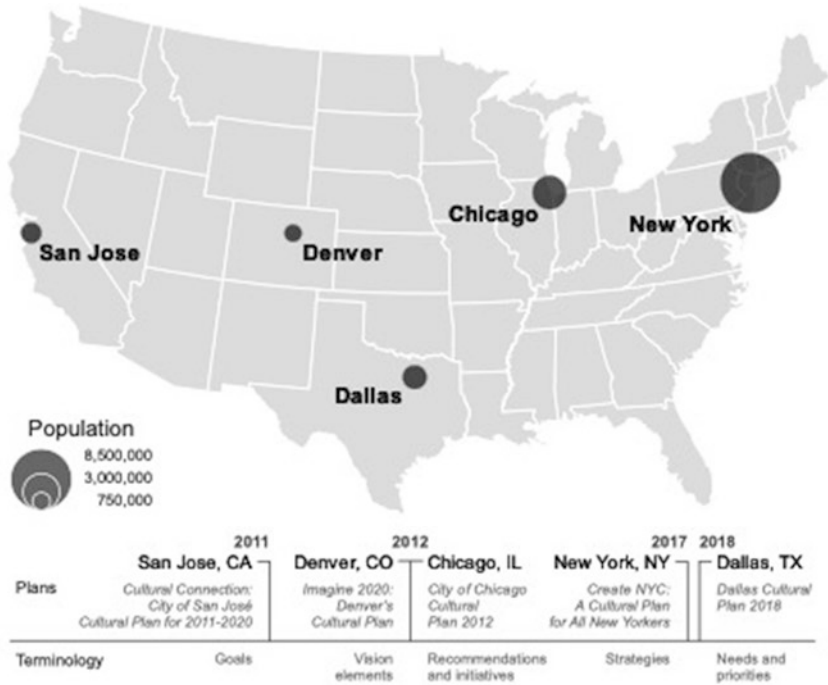 Chicago
New York
San Jose
Denver
Dallas
Population
8,500,000
3,000,000
750,000
2011
2012
2017
2018
San Jose, CA
Denver, CO
Chicago, IL
New York, NY
Dallas, TX
Plans
Cultural Connection:
City of San José
Cultural Plan for 2011-2020
Imagine 2020:
Denver's
Cultural Plan
City of Chicago
Cultural
Plan 2012
Create NYC:
A Cultural Plan
for All New Yorkers
Dallas Cultural
Plan 2018
Terminology
Goals
Vision
elements
Recommendations
and initiatives
Strategies
Needs and
priorities